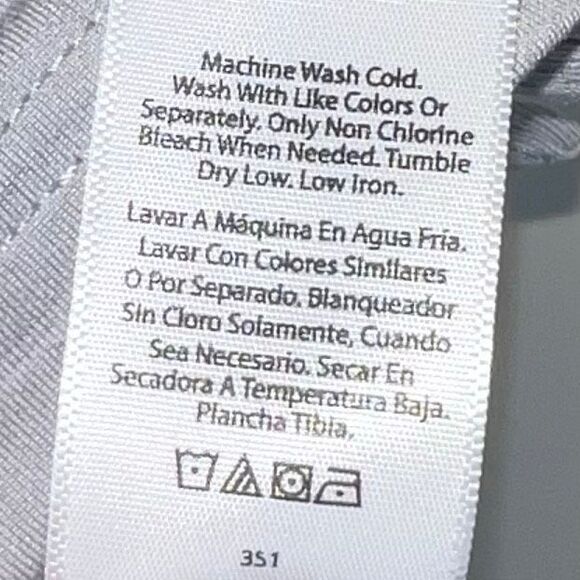 Machine Wash Cold.
Wash With Like Colors Or
Separately. Only Non Chlorine
Bleach When Needed. Tumble
Dry Low. Low Iron.
Lavar A Máquina En Agua Fría.
Lavar Con Colores Similares
O Por Separado. Blanqueador
Sin Cloro Solamente, Cuando
Sea Necesario. Secar En
Secadora A Temperatura Baja.
Plancha Tibia.
351